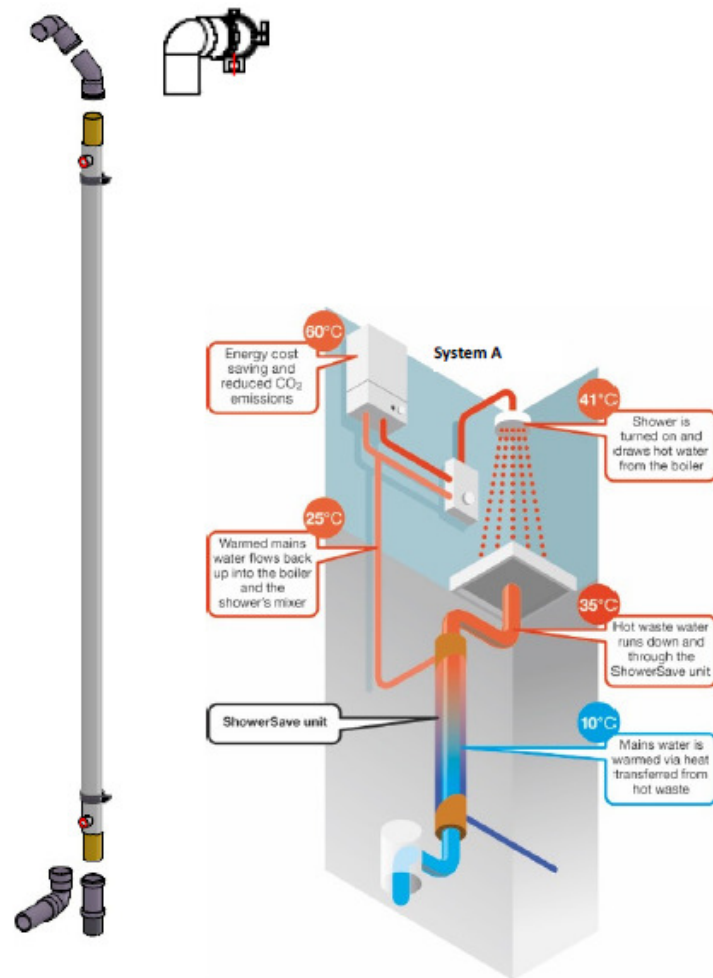 60°C
Energy cost
saving and
reduced CO₂
emissions
System A
41°C
Shower is
turned on and
draws hot water
from the boiler
25°C
Warmed mains
water flows back
up into the boiler
and the
shower's mixer
35°C
Hot waste water
runs down and
through the
ShowerSave unit
ShowerSave unit
10°C
Mains water is
warmed via heat
transferred from
hot waste